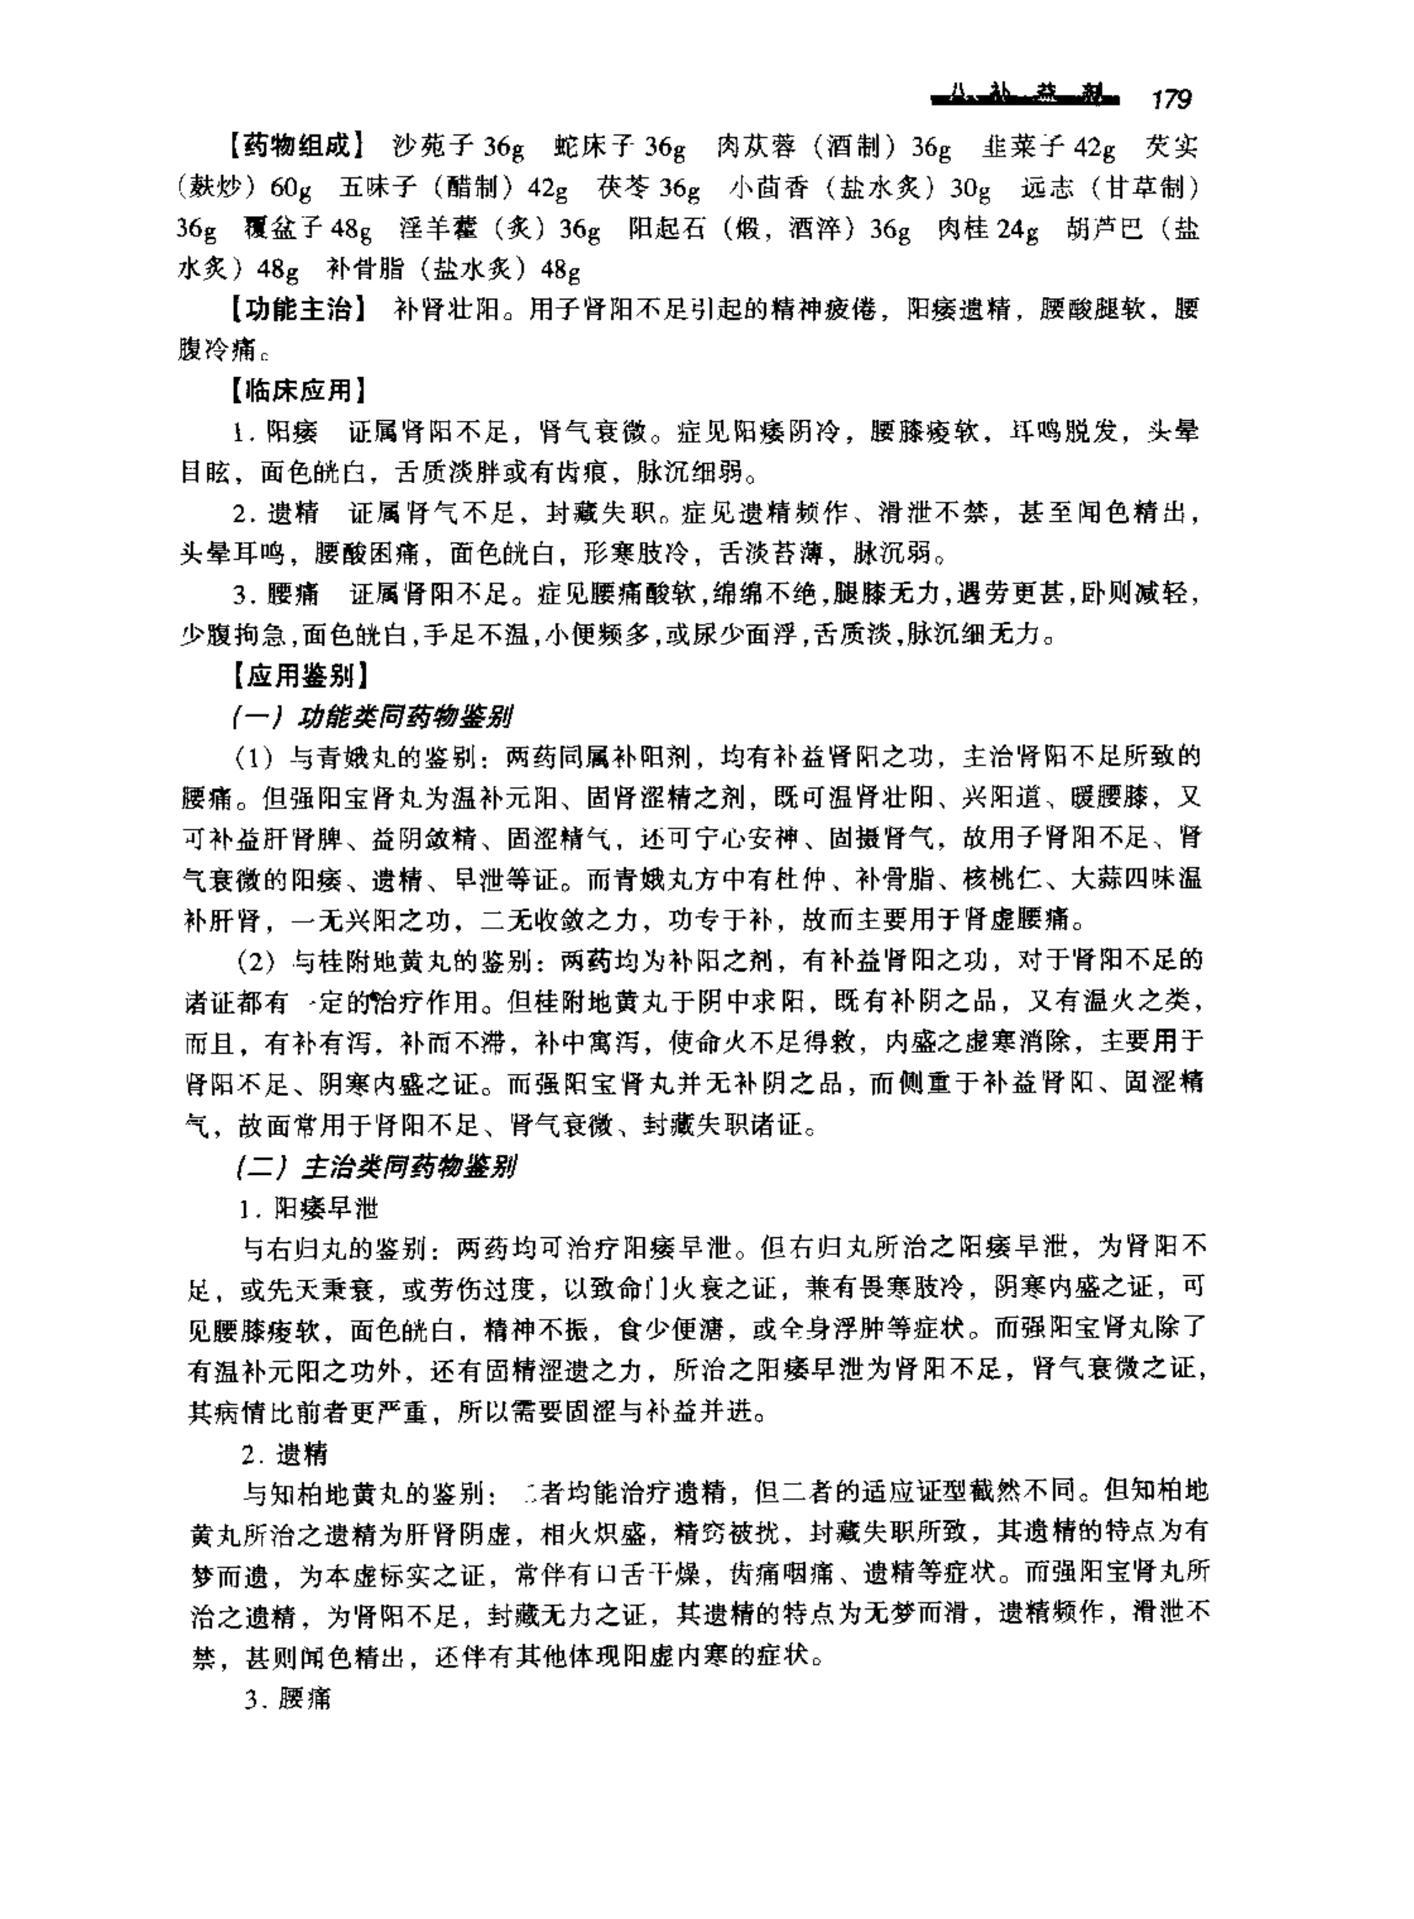 八、补益剂 179
【药物组成】 沙苑子 36g 蛇床子 36g 肉苁蓉（酒制）36g 韭菜子 42g 芡实
（麸炒）60g 五味子（醋制）42g 茯苓 36g 小茴香（盐水炙）30g 远志（甘草制）
36g 覆盆子 48g 淫羊藿（炙）36g 阳起石（煅，酒淬）36g 肉桂 24g 胡芦巴（盐
水炙）48g 补骨脂（盐水炙）48g
【功能主治】 补肾壮阳。用子肾阳不足引起的精神疲倦，阳痿遗精，腰酸腿软，腰
腹冷痛。
【临床应用】
1. 阳痿 证属肾阳不足，肾气衰微。症见阳痿阴冷，腰膝痠软，耳鸣脱发，头晕
目眩，面色㿠白，舌质淡胖或有齿痕，脉沉细弱。
2. 遗精 证属肾气不足，封藏失职。症见遗精频作、滑泄不禁，甚至闻色精出，
头晕耳鸣，腰酸困痛，面色㿠白，形寒肢冷，舌淡苔薄，脉沉弱。
3. 腰痛 证属肾阳不足。症见腰痛酸软,绵绵不绝,腿膝无力,遇劳更甚,卧则减轻,
少腹拘急,面色㿠白,手足不温,小便频多,或尿少面浮,舌质淡,脉沉细无力。
【应用鉴别】
（一）功能类同药物鉴别
（1）与青娥丸的鉴别：两药同属补阳剂，均有补益肾阳之功，主治肾阳不足所致的
腰痛。但强阳宝肾丸为温补元阳、固肾涩精之剂，既可温肾壮阳、兴阳道、暖腰膝，又
可补益肝肾脾、益阴敛精、固涩精气，还可宁心安神、固摄肾气，故用子肾阳不足、肾
气衰微的阳痿、遗精、早泄等证。而青娥丸方中有杜仲、补骨脂、核桃仁、大蒜四味温
补肝肾，一无兴阳之功，二无收敛之力，功专于补，故而主要用于肾虚腰痛。
（2）与桂附地黄丸的鉴别：两药均为补阳之剂，有补益肾阳之功，对于肾阳不足的
诸证都有一定的治疗作用。但桂附地黄丸于阴中求阳，既有补阴之品，又有温火之类，
而且，有补有泻，补而不滞，补中寓泻，使命火不足得救，内盛之虚寒消除，主要用于
肾阳不足、阴寒内盛之证。而强阳宝肾丸并无补阴之品，而侧重于补益肾阳、固涩精
气，故面常用于肾阳不足、肾气衰微、封藏失职诸证。
（二）主治类同药物鉴别
1. 阳痿早泄
与右归丸的鉴别：两药均可治疗阳痿早泄。但右归丸所治之阳痿早泄，为肾阳不
足，或先天秉衰，或劳伤过度，以致命门火衰之证，兼有畏寒肢冷，阴寒内盛之证，可
见腰膝痠软，面色㿠白，精神不振，食少便溏，或全身浮肿等症状。而强阳宝肾丸除了
有温补元阳之功外，还有固精涩遗之力，所治之阳痿早泄为肾阳不足，肾气衰微之证，
其病情比前者更严重，所以需要固涩与补益并进。
2. 遗精
与知柏地黄丸的鉴别：二者均能治疗遗精，但二者的适应证型截然不同。但知柏地
黄丸所治之遗精为肝肾阴虚，相火炽盛，精窍被扰，封藏失职所致，其遗精的特点为有
梦而遗，为本虚标实之证，常伴有口舌干燥，齿痛咽痛、遗精等症状。而强阳宝肾丸所
治之遗精，为肾阳不足，封藏无力之证，其遗精的特点为无梦而滑，遗精频作，滑泄不
禁，甚则闻色精出，还伴有其他体现阳虚内寒的症状。
3. 腰痛